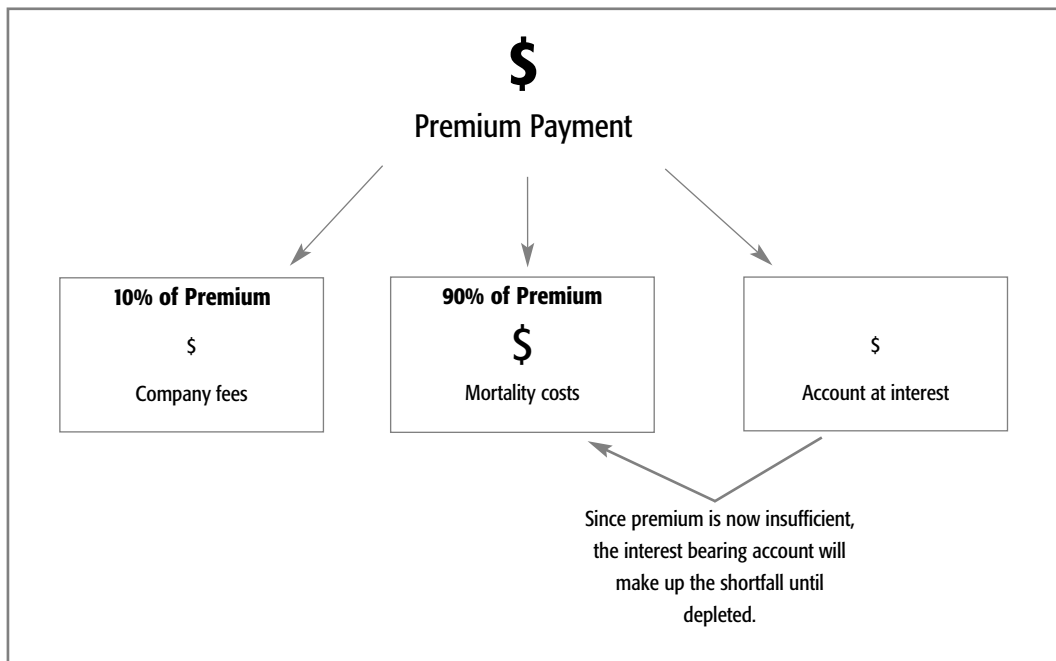 $
Premium Payment
10% of Premium
$
Company fees
90% of Premium
$
Mortality costs
$
Account at interest
Since premium is now insufficient,
the interest bearing account will
make up the shortfall until
depleted.